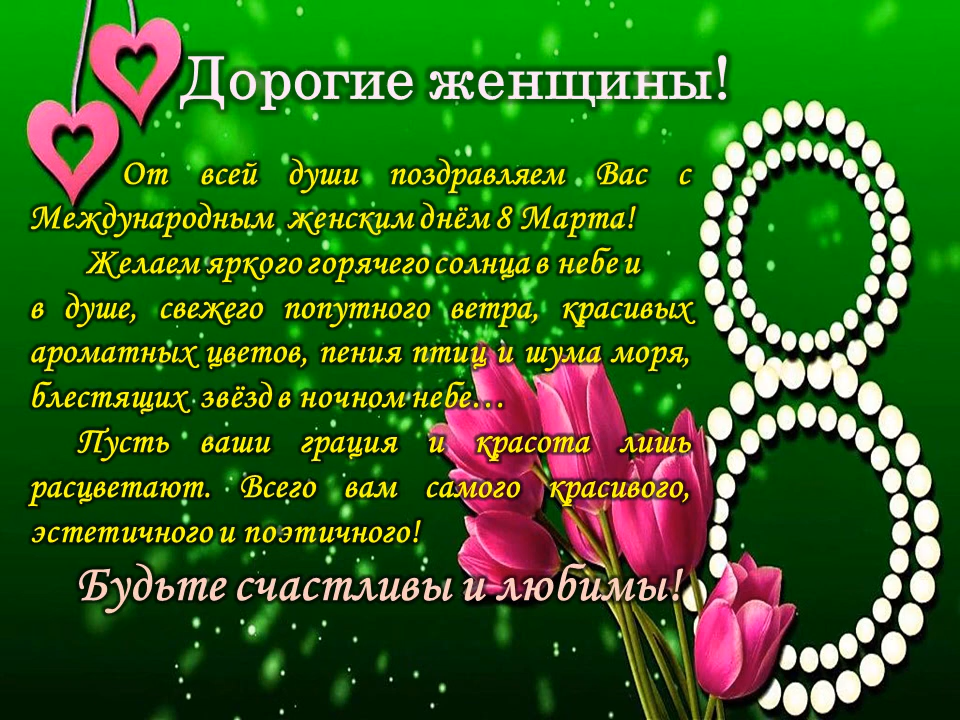 Дорогие женщины!
От всей души поздравляем Вас с
Международным женским днём 8 Марта!
Желаем яркого горячего солнца в небе и
в душе, свежего попутного ветра, красивых
ароматных цветов, пения птиц и шума моря,
блестящих звёзд в ночном небе...
Пусть ваши грация и красота лишь
расцветают. Всего вам самого красивого,
эстетичного и поэтичного!
Будьте счастливы и любимы!
8